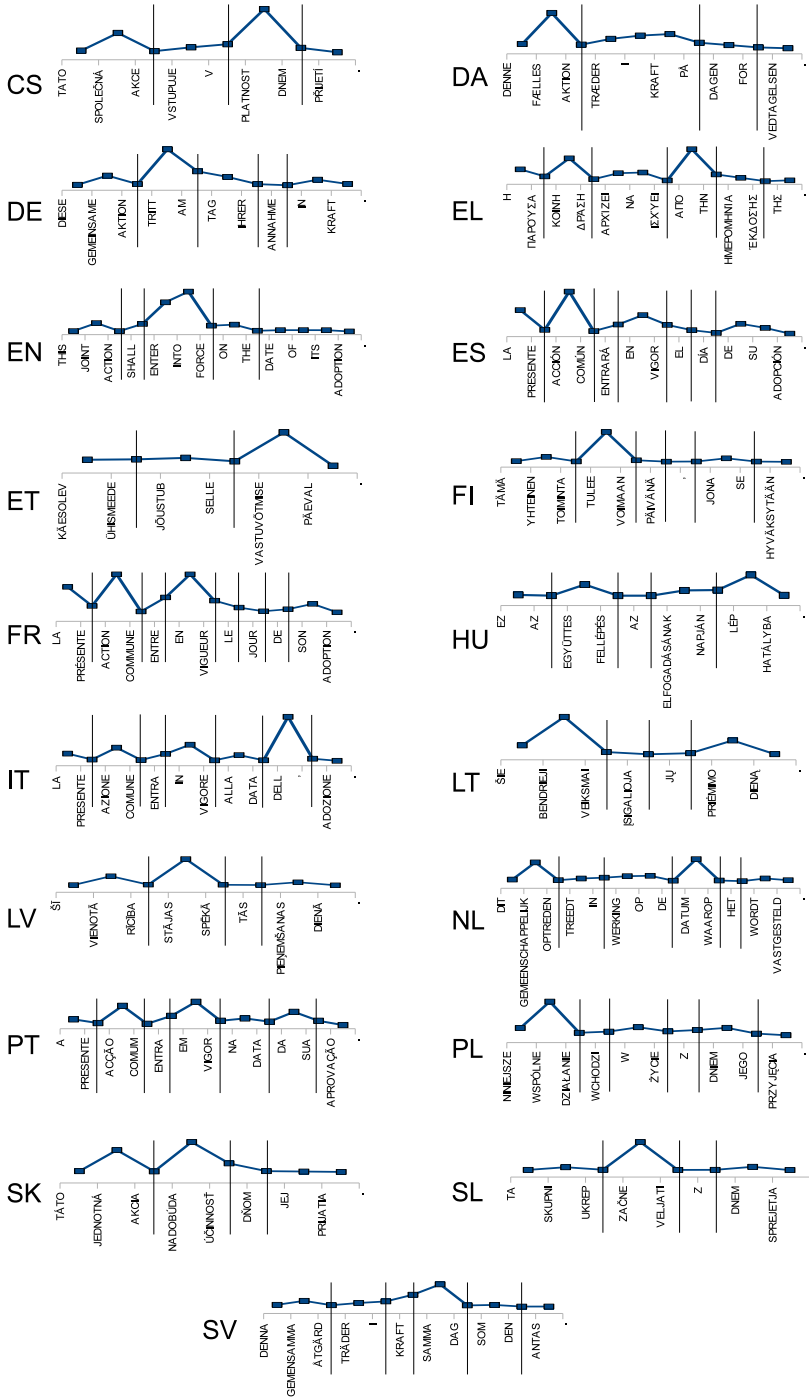 CS
TATO
SPOLEČNÁ
AKCE
VSTUPUJE
V
PLATNOST
DNEM
PŘIJETÍ
.
DA
DENNE
FÆLLES
AKTION
TRÆDER
I
KRAFT
PÅ
DAGEN
FOR
VEDTAGELSEN
.
DE
DIESE
GEMEINSAME
AKTION
TRITT
AM
TAG
IHRER
ANNAHME
IN
KRAFT
.
EL
Η
ΠΑΡΟΥΣΑ
ΚΟΙΝΗ
ΔΡΑΣΗ
ΑΡΧΙΖΕΙ
ΝΑ
ΙΣΧΥΕΙ
ΑΠΟ
ΤΗΝ
ΗΜΕΡΟΜΗΝΙΑ
ΈΚΔΟΣΗΣ
ΤΗΣ
.
EN
THIS
JOINT
ACTION
SHALL
ENTER
INTO
FORCE
ON
THE
DATE
OF
ITS
ADOPTION
.
ES
LA
PRESENTE
ACCIÓN
COMÚN
ENTRARÁ
EN
VIGOR
EL
DÍA
DE
SU
ADOPCIÓN
.
ET
KÄESOLEV
ÜHISMEEDE
JÕUSTUB
SELLE
VASTUVÕTMISE
PÄEVAL
.
FI
TÄMÄ
YHTEINEN
TOIMINTA
TULEE
VOIMAAN
PÄIVÄNÄ
,
JONA
SE
HYVÄKSYTÄÄN
.
FR
LA
PRÉSENTE
ACTION
COMMUNE
ENTRE
EN
VIGUEUR
LE
JOUR
DE
SON
ADOPTION
.
HU
EZ
AZ
EGYÜTTES
FELLÉPÉS
AZ
ELFOGADÁSÁNAK
NAPJÁN
LÉP
HATÁLYBA
.
IT
LA
PRESENTE
AZIONE
COMUNE
ENTRA
IN
VIGORE
ALLA
DATA
DELL
'
ADOZIONE
.
LT
ŠIE
BENDRIEJI
VEIKSMAI
ĮSIGALIOJA
JŲ
PRIĖMIMO
DIENĄ
.
LV
ŠĪ
VIENOTĀ
RĪCĪBA
STĀJAS
SPĒKĀ
TĀS
PIEŅEMŠANAS
DIENĀ
.
NL
DIT
GEMEENSCHAPPELIJK
OPTREDEN
TREEDT
IN
WERKING
OP
DE
DATUM
WAAROP
HET
WORDT
VASTGESTELD
.
PT
A
PRESENTE
ACÇÃO
COMUM
ENTRA
EM
VIGOR
NA
DATA
DA
SUA
APROVAÇÃO
.
PL
NINIEJSZE
WSPÓLNE
DZIAŁANIE
WCHODZI
W
ŻYCIE
Z
DNIEM
JEGO
PRZYJĘCIA
.
SK
TÁTO
JEDNOTNÁ
AKCIA
NADOBÚDA
ÚČINNOSŤ
DŇOM
JEJ
PRIJATIA
.
SL
TA
SKUPNI
UKREP
ZAČNE
VELJATI
Z
DNEM
SPREJETJA
.
SV
DENNA
GEMENSAMMA
ÅTGÄRD
TRÄDER
I
KRAFT
SAMMA
DAG
SOM
DEN
ANTAS
.